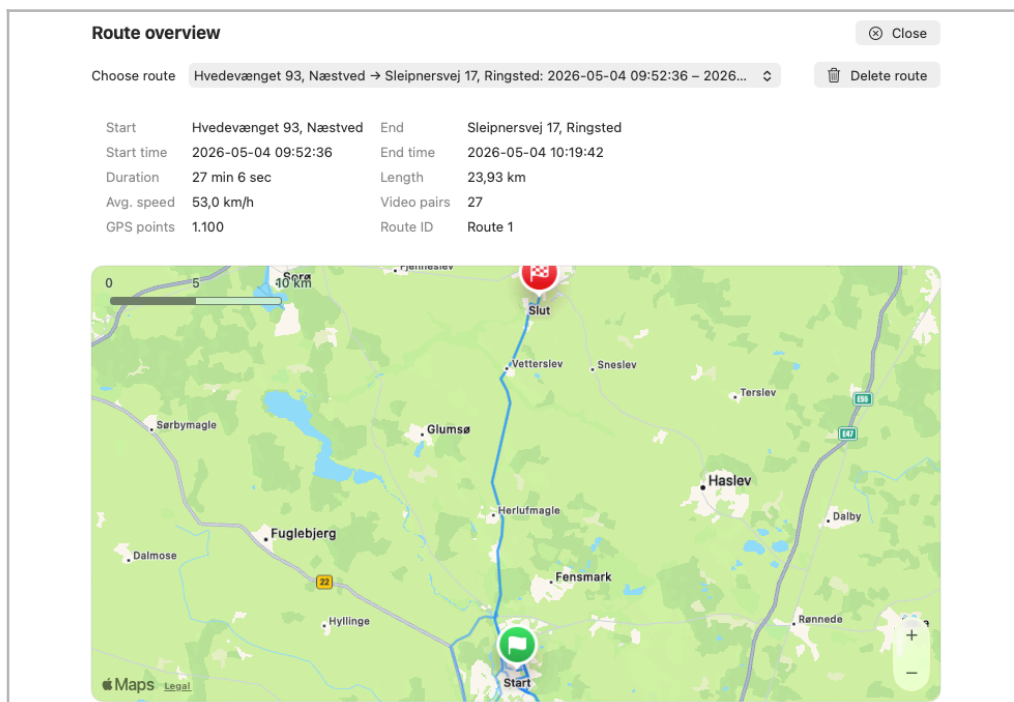 Route overview
Close
Choose route
Hvedevænget 93, Næstved → Sleipnersvej 17, Ringsted: 2026-05-04 09:52:36 – 2026...
Delete route
Start Hvedevænget 93, Næstved End Sleipnersvej 17, Ringsted
Start time 2026-05-04 09:52:36 End time 2026-05-04 10:19:42
Duration 27 min 6 sec Length 23,93 km
Avg. speed 53,0 km/h Video pairs 27
GPS points 1.100 Route ID Route 1
Fjenneslev
Sorø
0 5 10 km
Slut
Vetterslev
Sneslev
Terslev
E55
Sørbymagle
Glumsø
E47
Haslev
Herlufmagle
Dalby
Fuglebjerg
Dalmose
Fensmark
22
Hyllinge
Rønnede
+
Start
−
Maps Legal